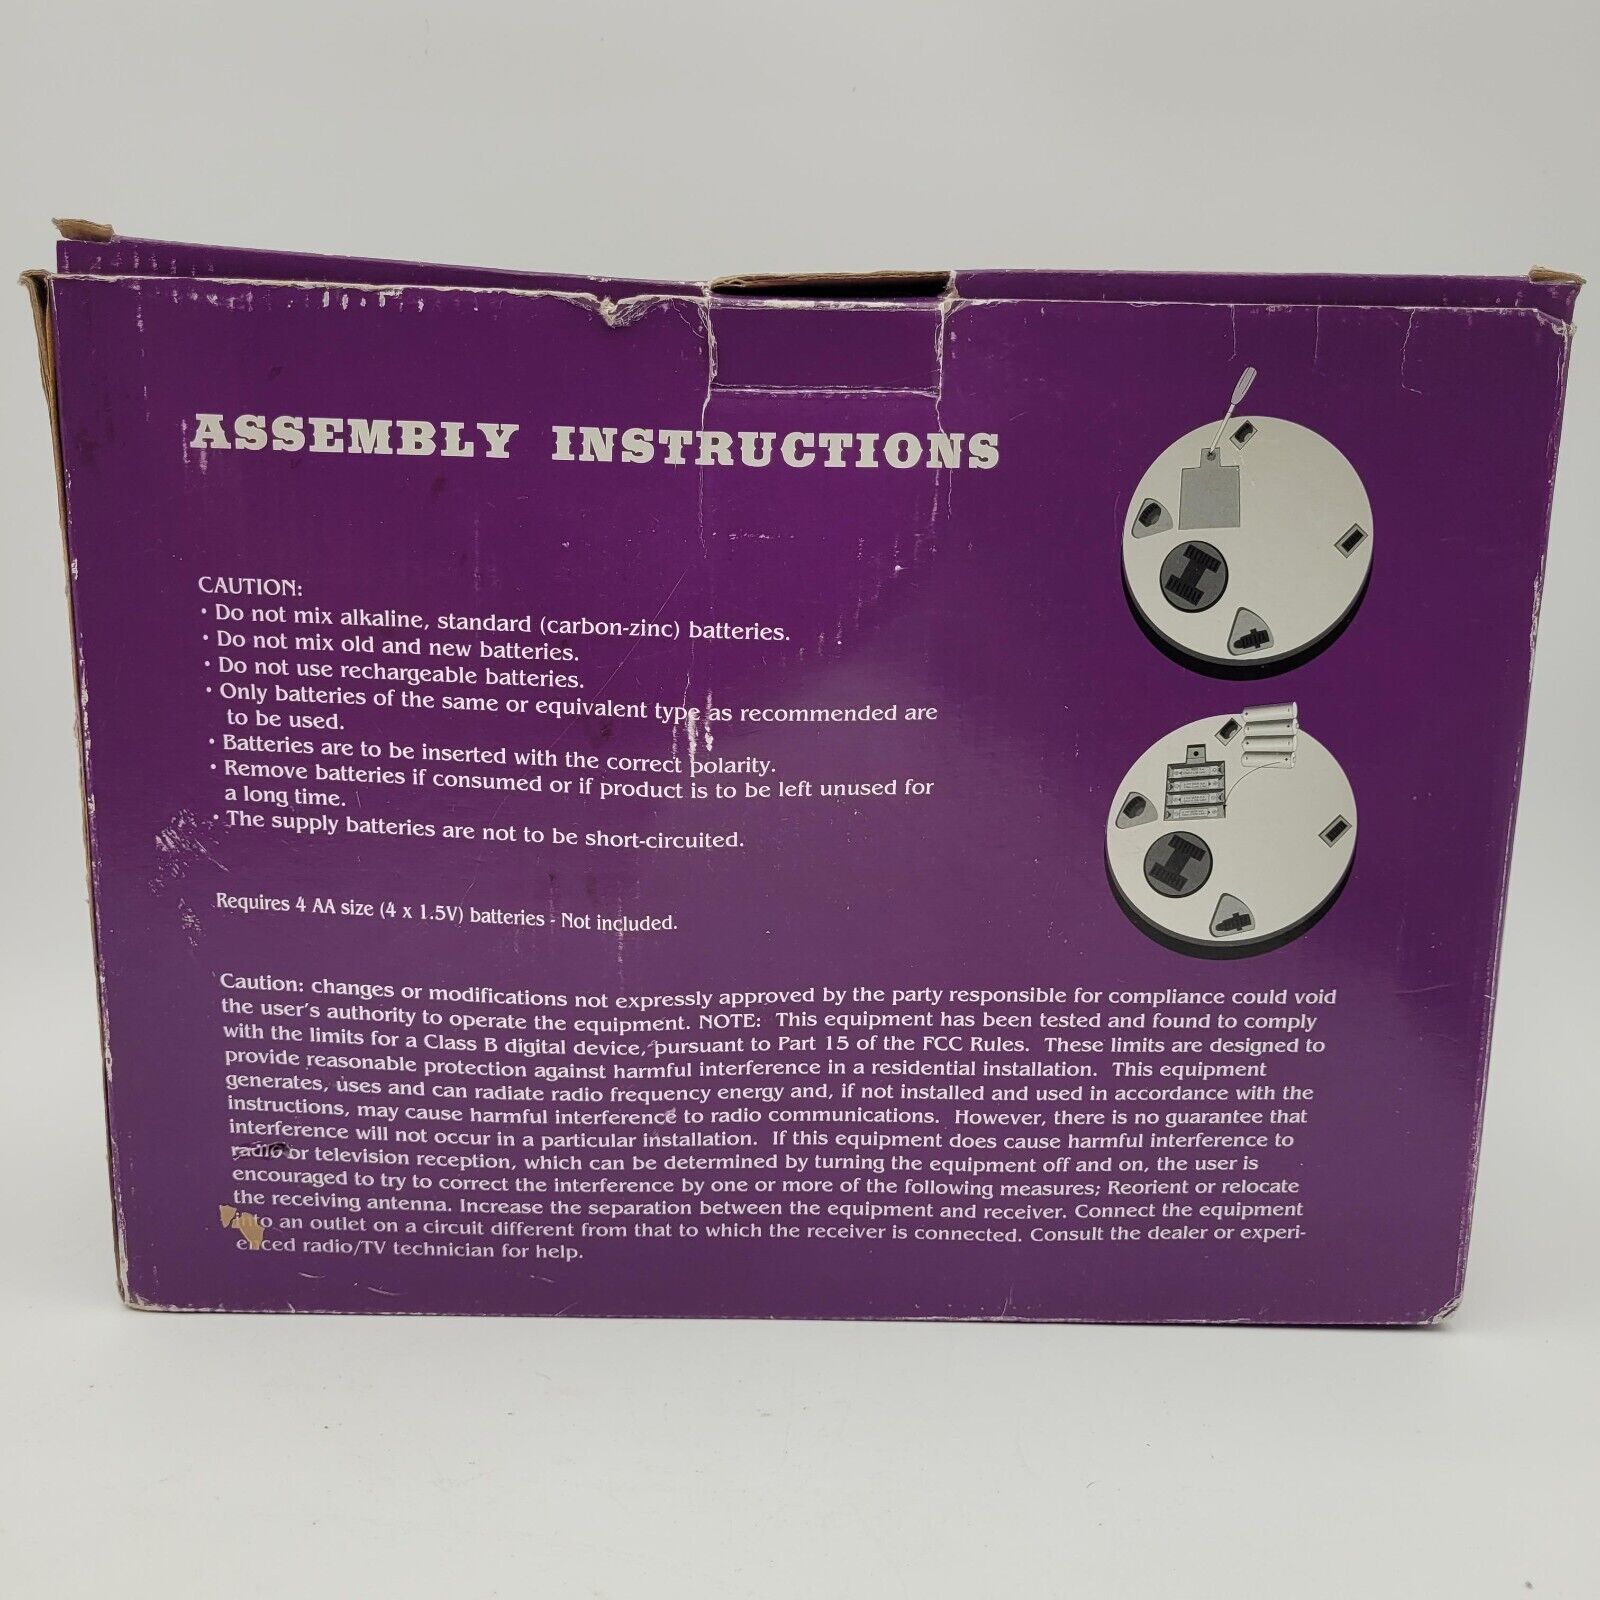 ASSEMBLY INSTRUCTIONS
CAUTION:
• Do not mix alkaline, standard (carbon-zinc) batteries.
• Do not mix old and new batteries.
• Do not use rechargeable batteries.
• Only batteries of the same or equivalent type as recommended are
to be used.
• Batteries are to be inserted with the correct polarity.
• Remove batteries if consumed or if product is to be left unused for
a long time.
• The supply batteries are not to be short-circuited.
Requires 4 AA size (4 x 1.5V) batteries - Not included.
Caution: changes or modifications not expressly approved by the party responsible for compliance could void
the user's authority to operate the equipment. NOTE: This equipment has been tested and found to comply
with the limits for a Class B digital device, pursuant to Part 15 of the FCC Rules. These limits are designed to
provide reasonable protection against harmful interference in a residential installation. This equipment
generates, uses and can radiate radio frequency energy and, if not installed and used in accordance with the
instructions, may cause harmful interference to radio communications. However, there is no guarantee that
interference will not occur in a particular installation. If this equipment does cause harmful interference to
radio or television reception, which can be determined by turning the equipment off and on, the user is
encouraged to try to correct the interference by one or more of the following measures; Reorient or relocate
the receiving antenna. Increase the separation between the equipment and receiver. Connect the equipment
into an outlet on a circuit different from that to which the receiver is connected. Consult the dealer or experi-
enced radio/TV technician for help.